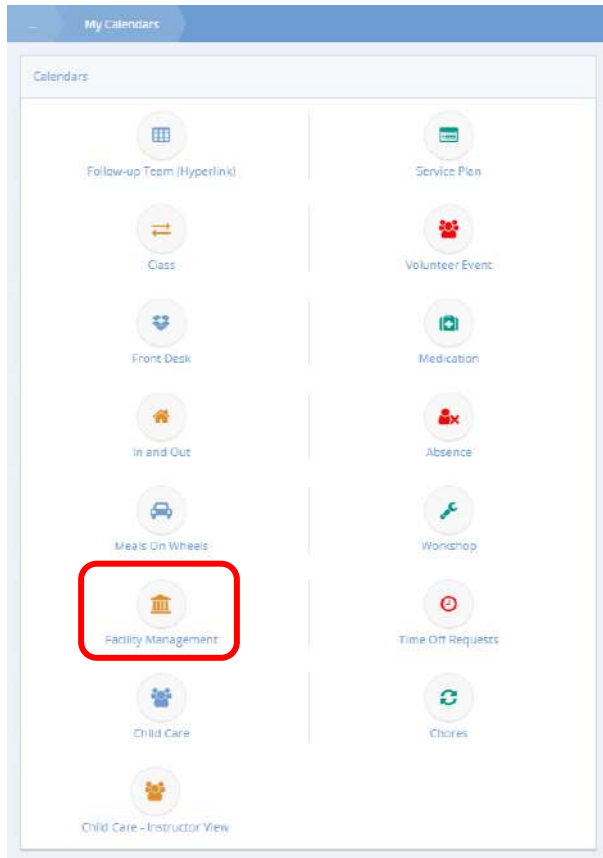 ...
My Calendars
Calendars
Follow-up Team (Hyperlink)
Service Plan
Class
Volunteer Event
Front Desk
Medication
In and Out
Absence
Meals On Wheels
Workshop
Facility Management
Time Off Requests
Child Care
Chores
Child Care - Instructor View